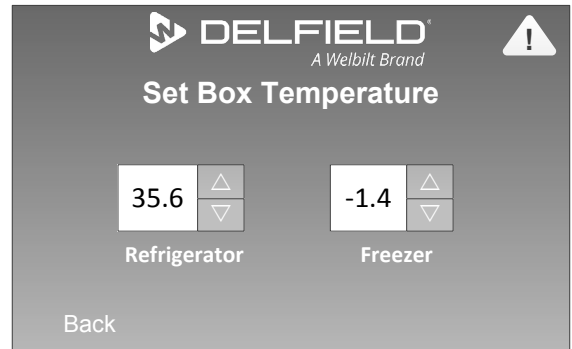 DELFIELD®
A Welbilt Brand
!
Set Box Temperature
35.6
-1.4
Refrigerator
Freezer
Back